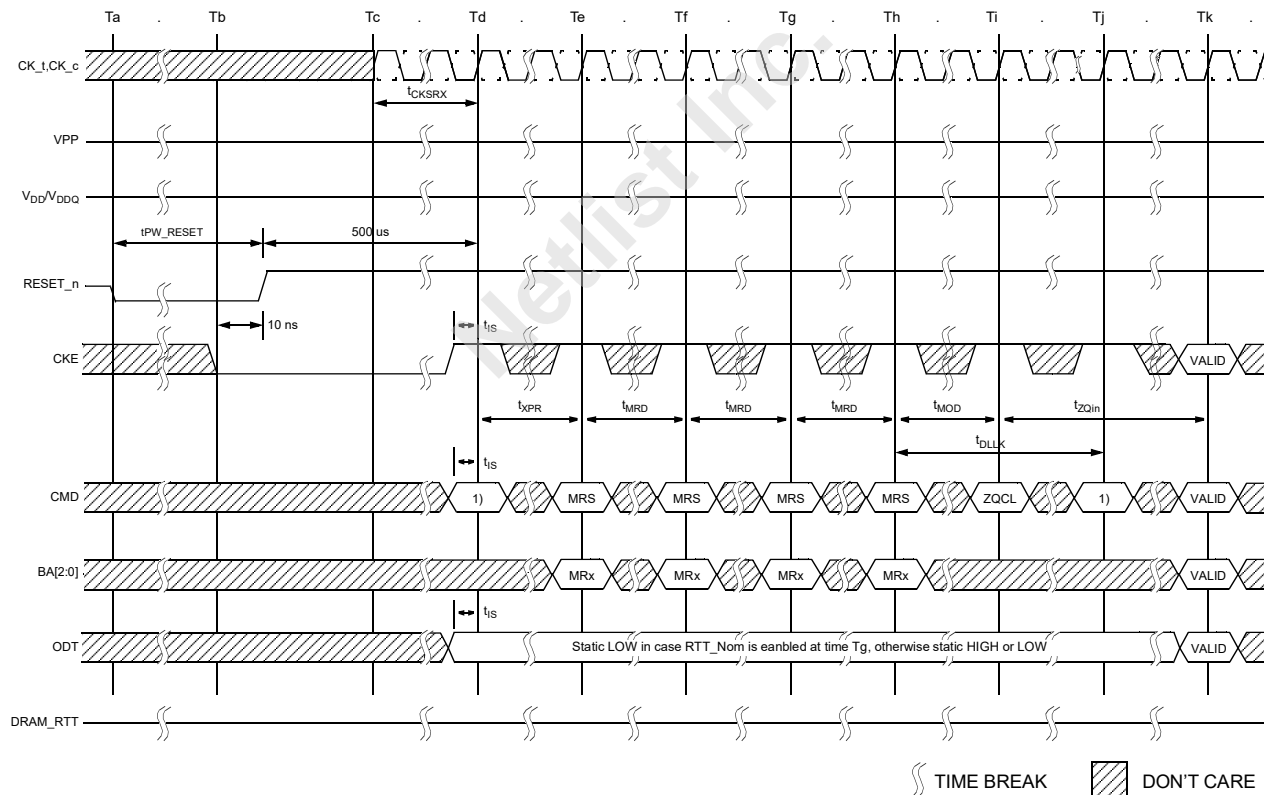 Ta . Tb Tc . Td . Te . Tf . Tg . Th . Ti . Tj . Tk .
CK_t,CK_c
tCKSRX
VPP
VDD/VDDQ
tPW_RESET 500 us
RESET_n
10 ns tIS
CKE VALID
tXPR tMRD tMRD tMRD tMOD tZQin
tDLLK
tIS
CMD 1) MRS MRS MRS MRS ZQCL 1) VALID
BA[2:0] MRx MRx MRx MRx VALID
tIS
ODT Static LOW in case RTT_Nom is eanbled at time Tg, otherwise static HIGH or LOW VALID
DRAM_RTT
TIME BREAK DON'T CARE
Netlist Inc.